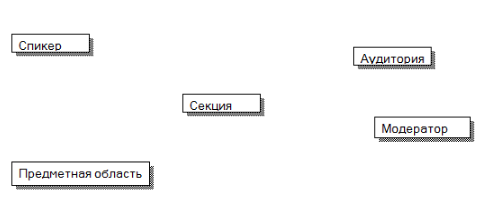 Спикер
Аудитория
Секция
Модератор
Предметная область